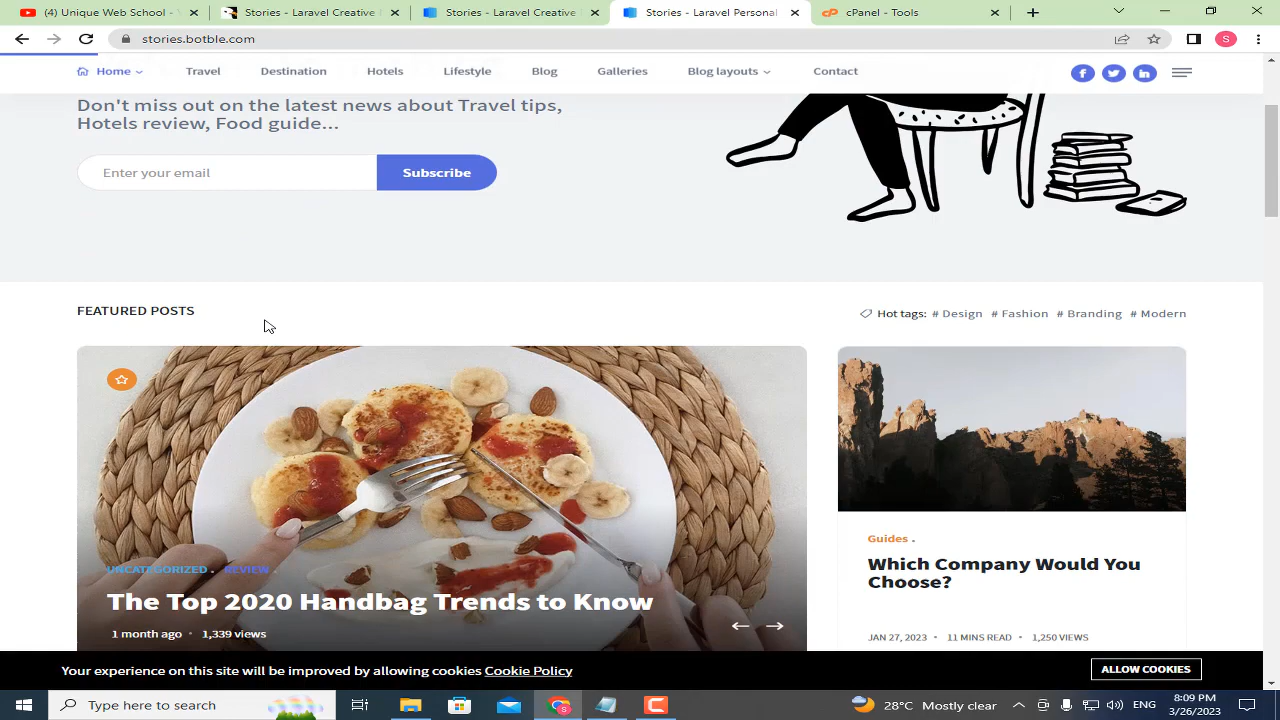 (4) Unique Web School -
Stories - Laravel Creative
Stories - Laravel Creative
Stories - Laravel Personal
cPanel - Tools
stories.botble.com
S
Home
Travel
Destination
Hotels
Lifestyle
Blog
Galleries
Blog layouts
Contact
Don't miss out on the latest news about Travel tips,
Hotels review, Food guide...
Enter your email
Subscribe
FEATURED POSTS
Hot tags: # Design # Fashion # Branding # Modern
UNCATEGORIZED . REVIEW .
The Top 2020 Handbag Trends to Know
1 month ago • 1,339 views
Guides .
Which Company Would You
Choose?
JAN 27, 2023 • 11 MINS READ • 1,250 VIEWS
Your experience on this site will be improved by allowing cookies Cookie Policy
ALLOW COOKIES
Type here to search
28°C Mostly clear
ENG
8:09 PM
3/26/2023